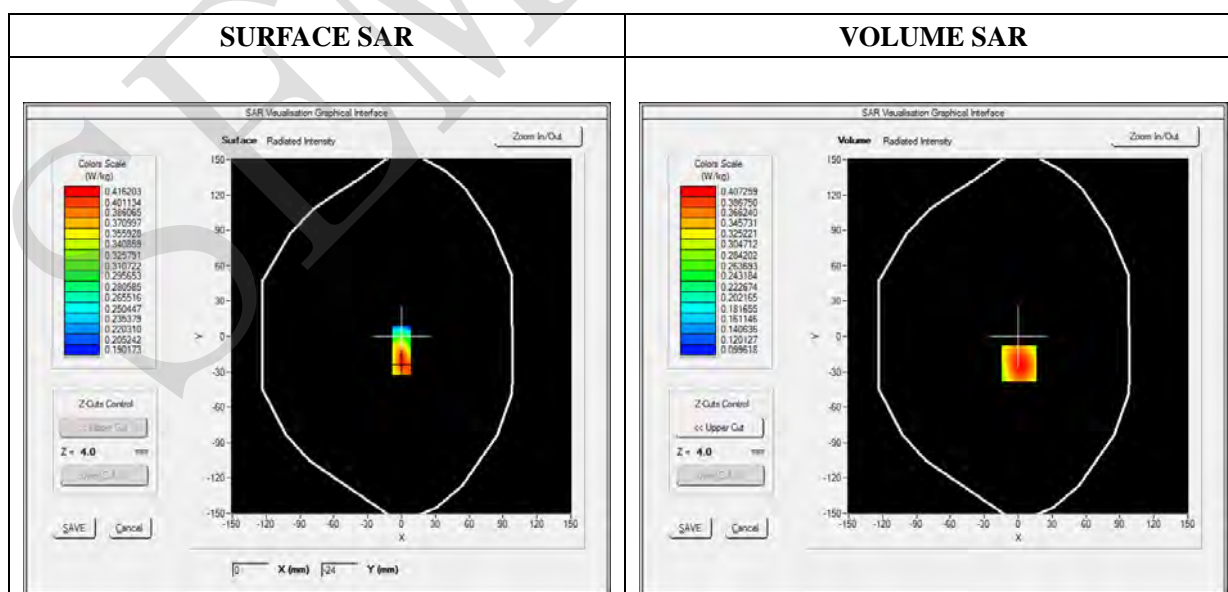 SURFACE SAR
VOLUME SAR
SAR Visualisation Graphical Interface
Surface Radiated Intensity
Zoom In/Out
Colors Scale
(W/kg)
0.416203
0.401134
0.386065
0.370997
0.355928
0.340859
0.325791
0.310722
0.295653
0.280585
0.265516
0.250447
0.235379
0.220310
0.205242
0.190173
150
120
90
60
30
0
-30
-60
-90
-120
-150
Y
-150 -120 -90 -60 -30 0 30 60 90 120 150
X
Z-Cuts Control
<< Upper Cut
Z = 4.0 mm
SAVE
Cancel
0 X (mm) -24 Y (mm)
SAR Visualisation Graphical Interface
Volume Radiated Intensity
Zoom In/Out
Colors Scale
(W/kg)
0.407259
0.386750
0.366240
0.345731
0.325221
0.304712
0.284202
0.263693
0.243184
0.222674
0.202165
0.181655
0.161146
0.140636
0.120127
0.099618
150
120
90
60
30
0
-30
-60
-90
-120
-150
Y
-150 -120 -90 -60 -30 0 30 60 90 120 150
X
Z-Cuts Control
<< Upper Cut
Z = 4.0 mm
SAVE
Cancel